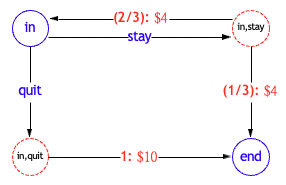 (2/3): $4
in
in,stay
stay
quit
(1/3): $4
in,quit
1: $10
end